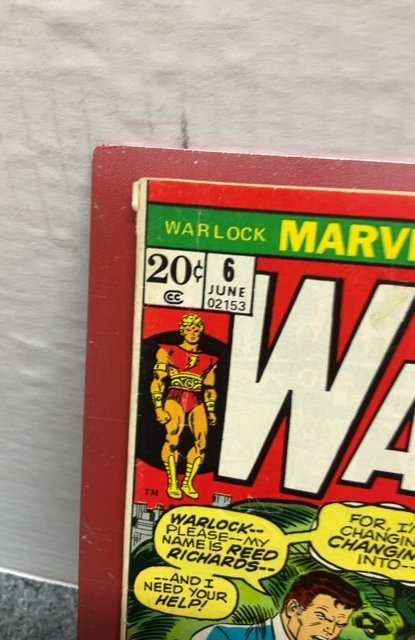 WARLOCK MARV
20¢ 6
JUNE
CC 02153
WA
TM
WARLOCK--
PLEASE--MY
NAME IS REED
RICHARDS--
--AND I
NEED YOUR
HELP!
FOR, I
CHANGIN
CHANGIN
INTO--